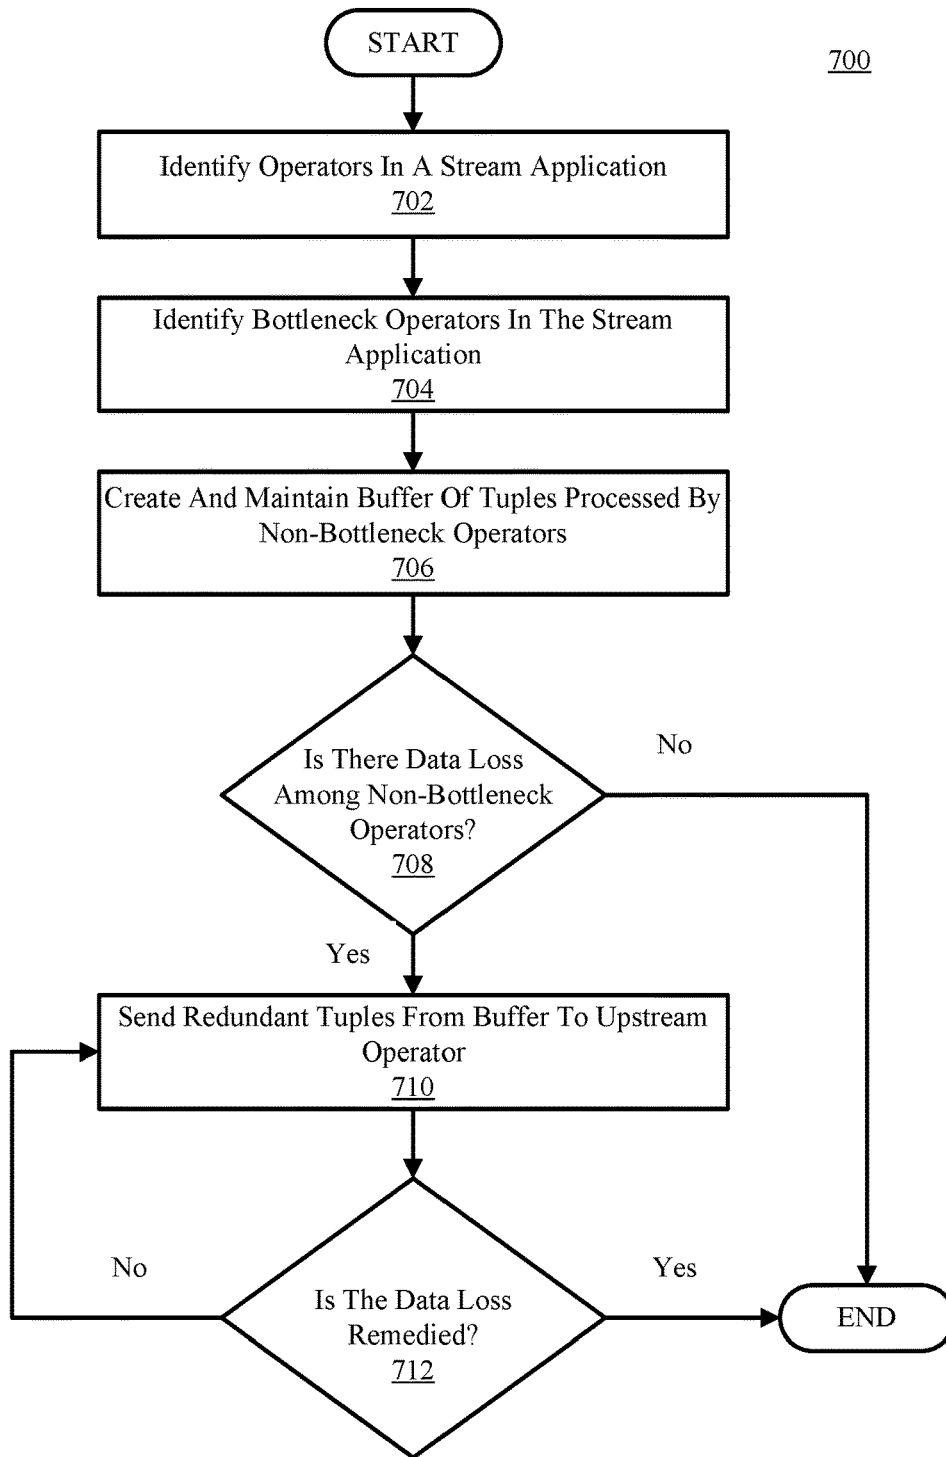 START
700
Identify Operators In A Stream Application
702
Identify Bottleneck Operators In The Stream
Application
704
Create And Maintain Buffer Of Tuples Processed By
Non-Bottleneck Operators
706
Is There Data Loss
Among Non-Bottleneck
Operators?
708
No
Yes
Send Redundant Tuples From Buffer To Upstream
Operator
710
No
Is The Data Loss
Remedied?
712
Yes
END